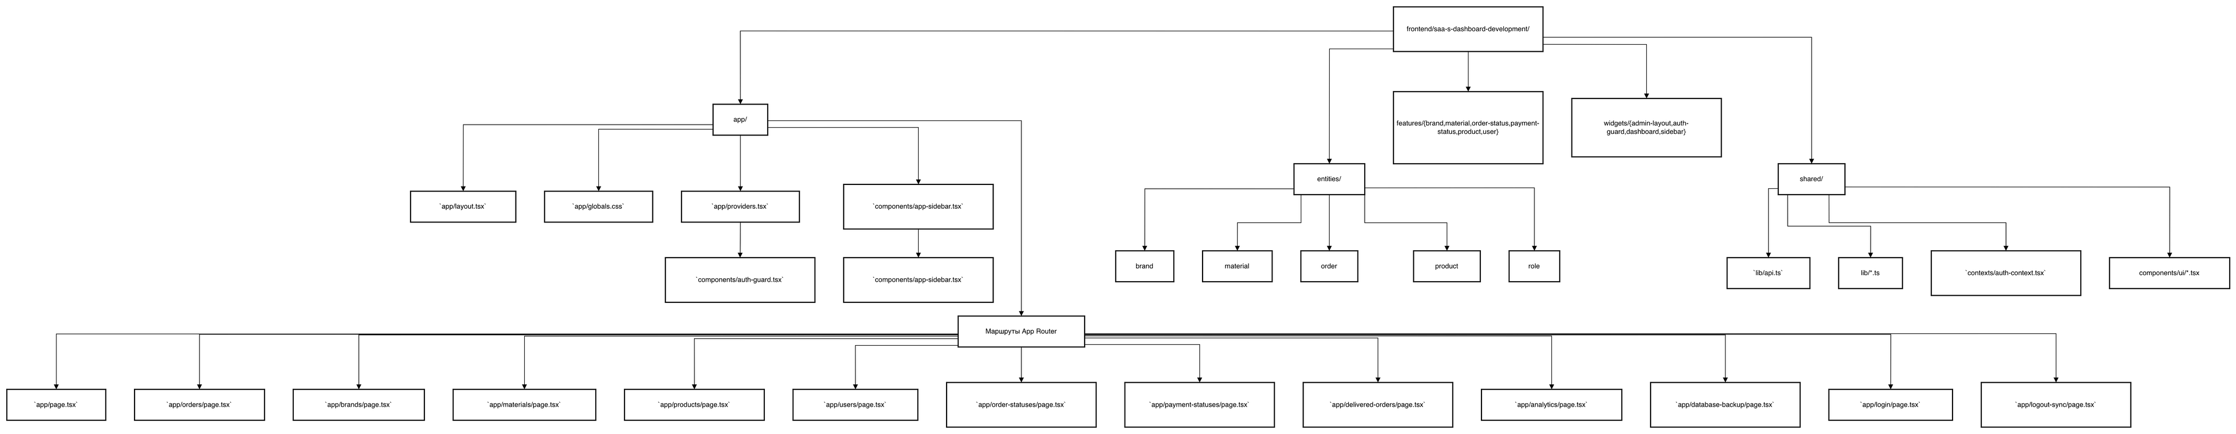 frontend/saa-s-dashboard-development/
app/
features/{brand,material,order-status,payment-
status,product,user}
widgets/{admin-layout,auth-
guard,dashboard,sidebar}
entities/
shared/
`app/layout.tsx`
`app/globals.css`
`app/providers.tsx`
`components/app-sidebar.tsx`
brand
material
order
product
role
`lib/api.ts`
lib/*.ts
`contexts/auth-context.tsx`
components/ui/*.tsx
`components/auth-guard.tsx`
`components/app-sidebar.tsx`
Маршруты App Router
`app/page.tsx`
`app/orders/page.tsx`
`app/brands/page.tsx`
`app/materials/page.tsx`
`app/products/page.tsx`
`app/users/page.tsx`
`app/order-statuses/page.tsx`
`app/payment-statuses/page.tsx`
`app/delivered-orders/page.tsx`
`app/analytics/page.tsx`
`app/database-backup/page.tsx`
`app/login/page.tsx`
`app/logout-sync/page.tsx`